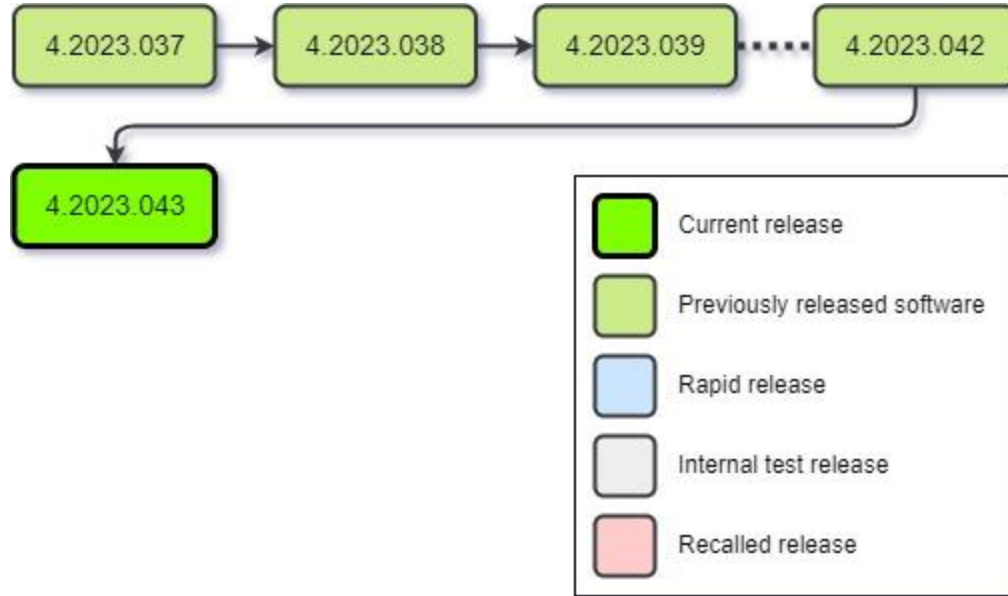 4.2023.037
4.2023.038
4.2023.039
4.2023.042
4.2023.043
Current release
Previously released software
Rapid release
Internal test release
Recalled release